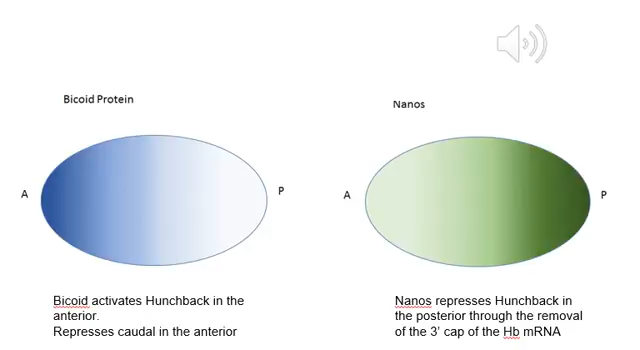 Bicoid Protein
A
P
Bicoid activates Hunchback in the
anterior.
Represses caudal in the anterior
Nanos
A
P
Nanos represses Hunchback in
the posterior through the removal
of the 3' cap of the Hb mRNA